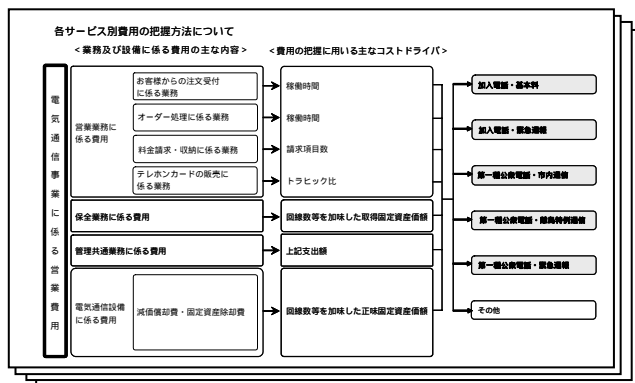 各サービス別費用の把握方法について
＜業務及び設備に係る費用の主な内容＞
＜費用の把握に用いる主なコストドライバ＞
電気通信事業に係る営業費用
営業業務に
係る費用
お客様からの注文受付
に係る業務
稼働時間
オーダー処理に係る業務
稼働時間
料金請求・収納に係る業務
請求項目数
テレホンカードの販売に
係る業務
トラヒック比
保全業務に係る費用
回線数等を加味した取得固定資産価額
管理共通業務に係る費用
上記支出額
電気通信設備
に係る費用
減価償却費・固定資産除却費
回線数等を加味した正味固定資産価額
加入電話・基本料
加入電話・緊急通報
第一種公衆電話・市内通信
第一種公衆電話・離島特例通信
第一種公衆電話・緊急通報
その他